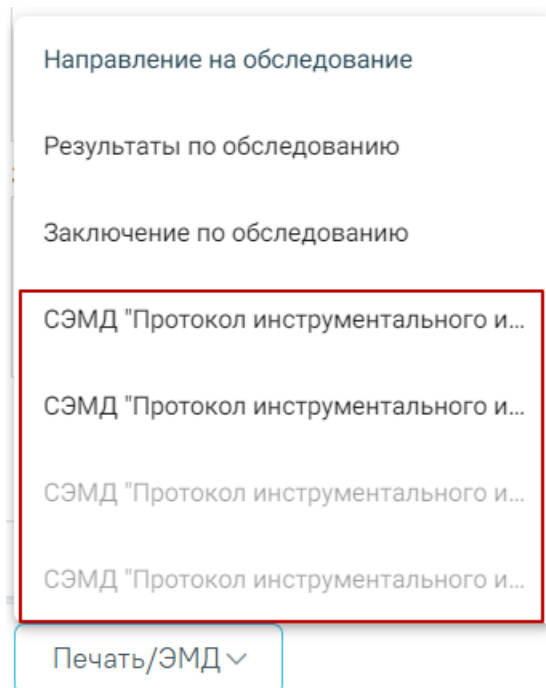 Направление на обследование
Результаты по обследованию
Заключение по обследованию
СЭМД "Протокол инструментального и...
СЭМД "Протокол инструментального и...
СЭМД "Протокол инструментального и...
СЭМД "Протокол инструментального и...
Печать/ЭМД